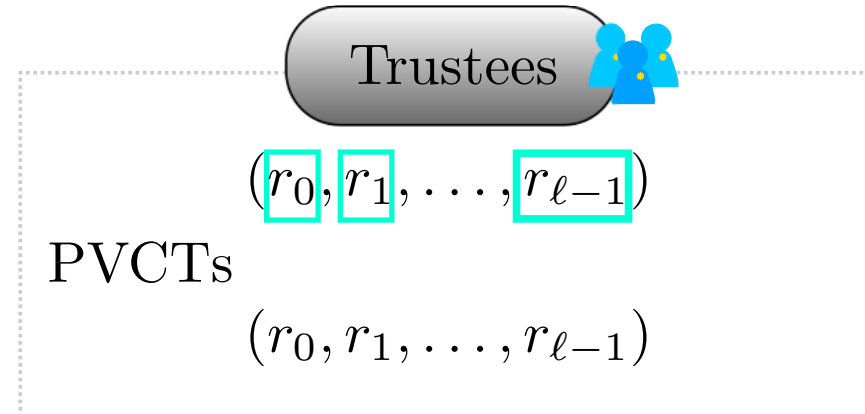 Trustees
(r₀, r₁, . . . , rℓ₋₁)
PVCTs
(r₀, r₁, . . . , rℓ₋₁)